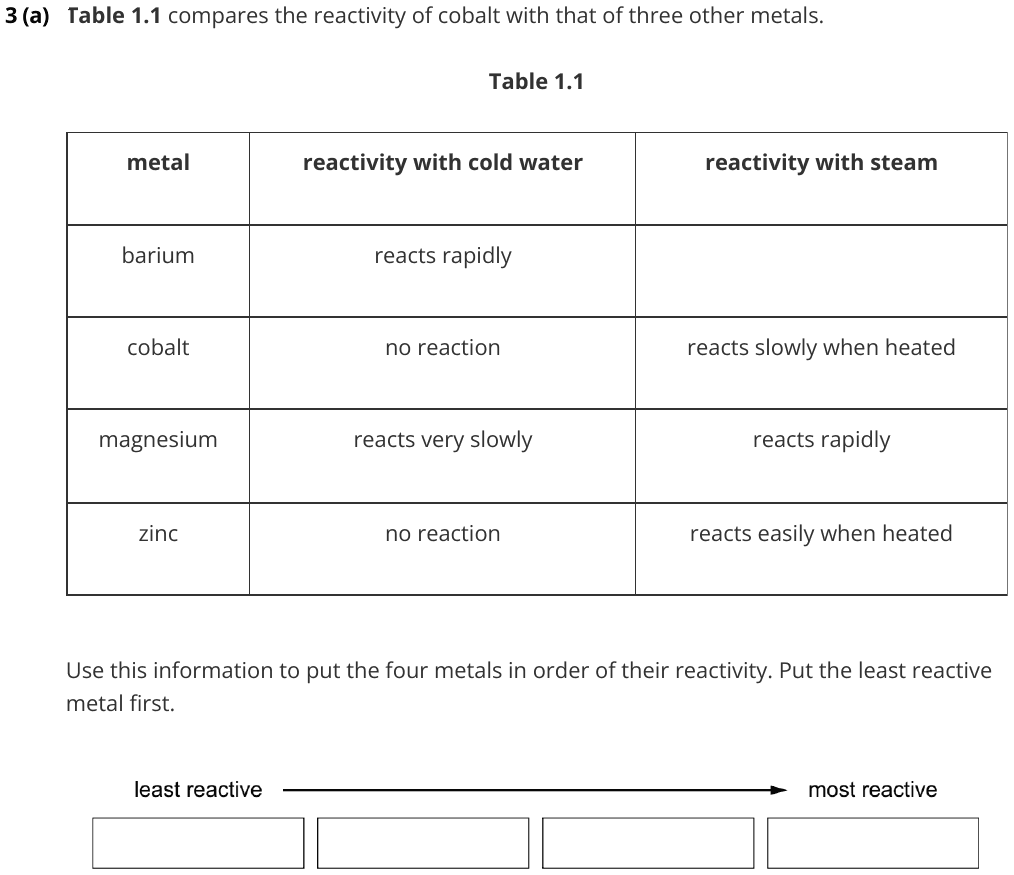 3 (a) Table 1.1 compares the reactivity of cobalt with that of three other metals.
Table 1.1
metal reactivity with cold water reactivity with steam
barium reacts rapidly
cobalt no reaction reacts slowly when heated
magnesium reacts very slowly reacts rapidly
zinc no reaction reacts easily when heated
Use this information to put the four metals in order of their reactivity. Put the least reactive
metal first.
least reactive most reactive